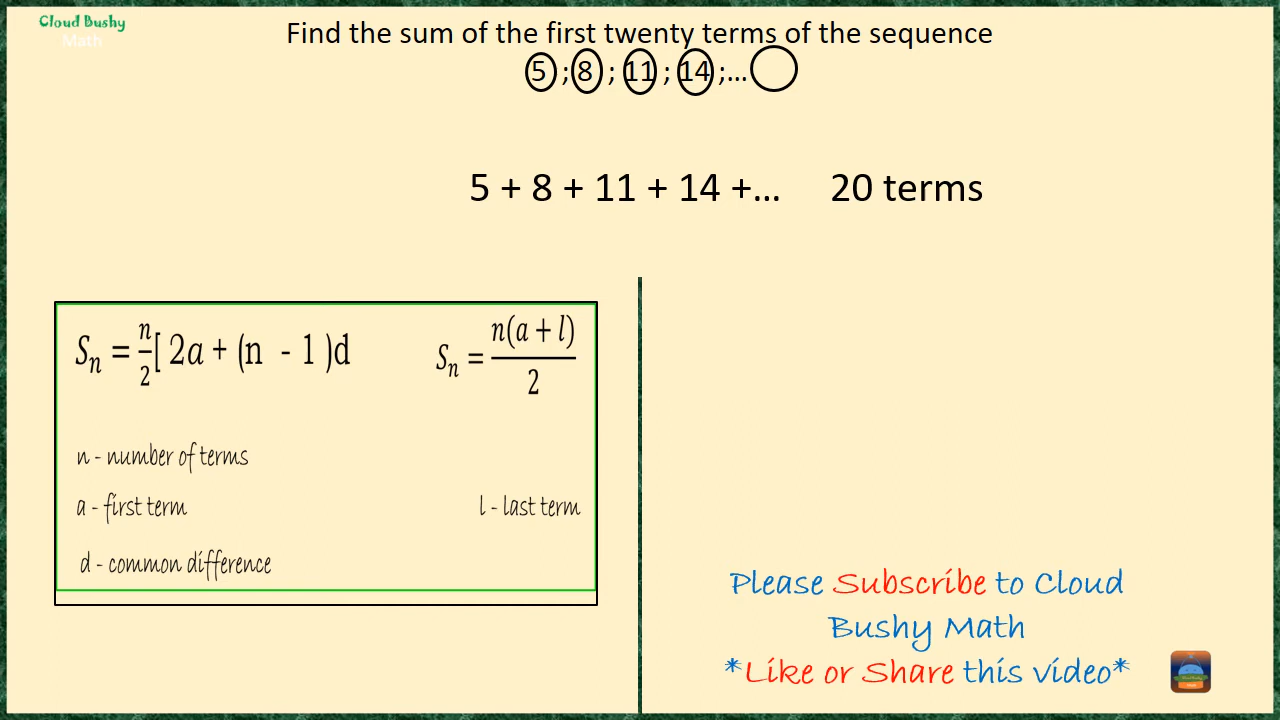 Cloud Bushy
Math
Find the sum of the first twenty terms of the sequence
5 ; 8 ; 11 ; 14 ;...
5 + 8 + 11 + 14 +... 20 terms
Sₙ = n/2[ 2a + (n - 1 )d
Sₙ = n(a + l)/2
n - number of terms
a - first term
l - last term
d - common difference
Please Subscribe to Cloud
Bushy Math
*Like or Share this video*